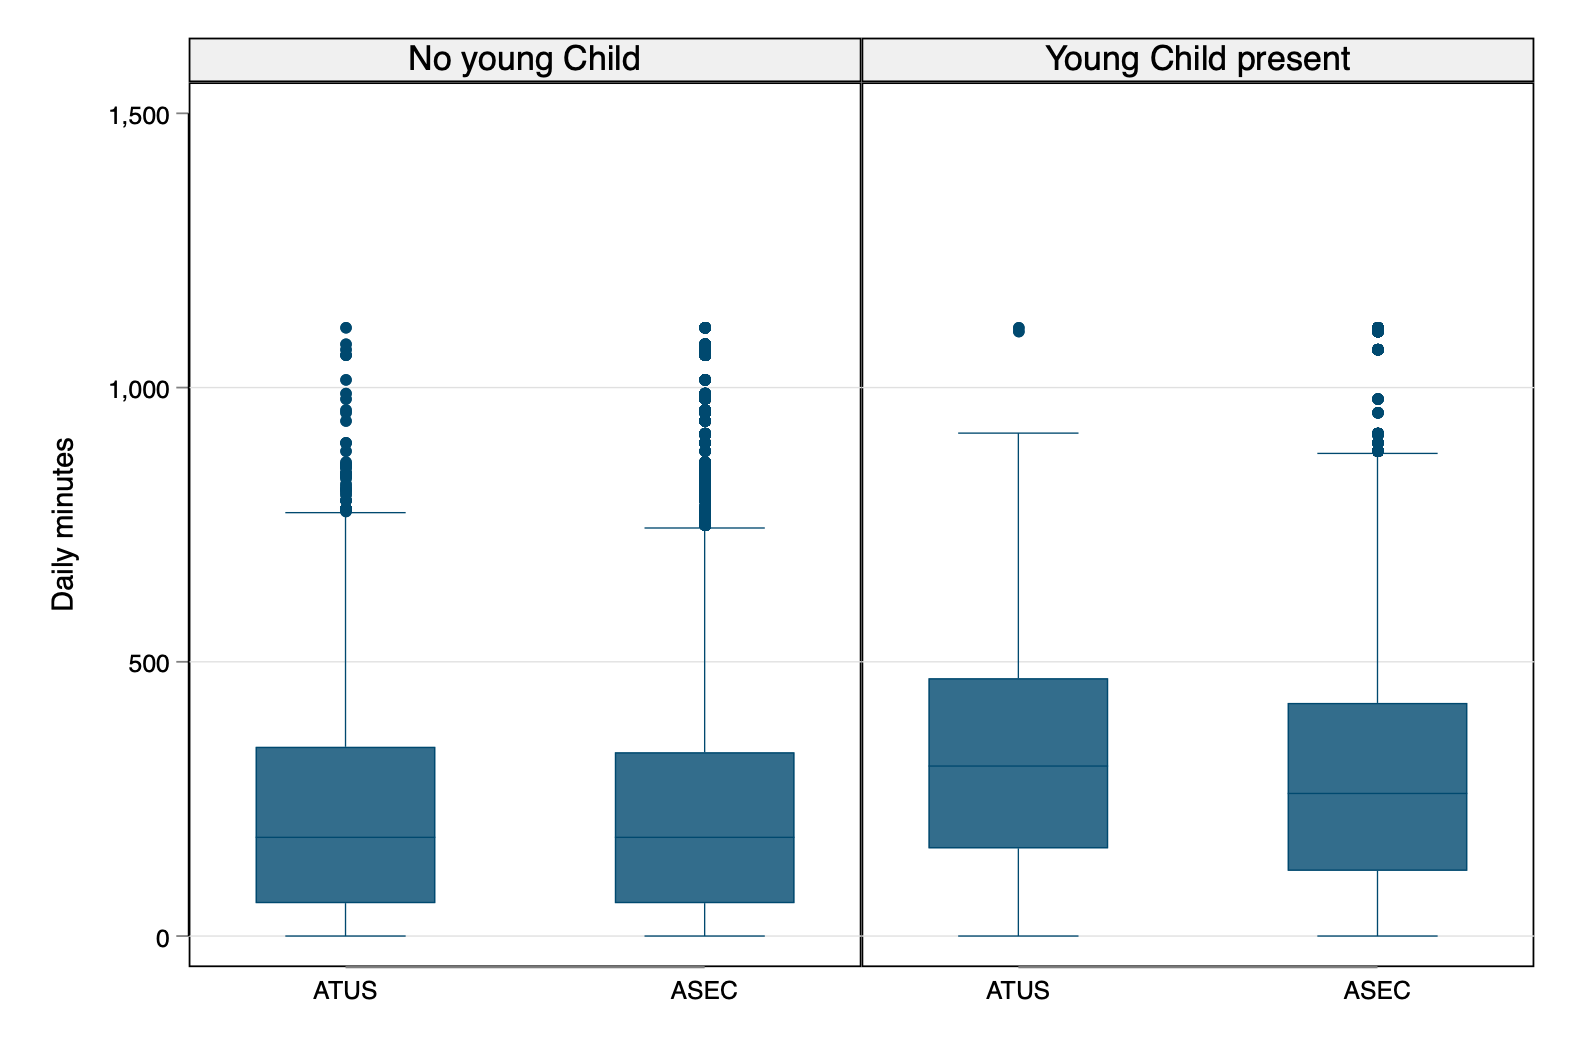 No young Child
Young Child present
1,500
1,000
500
0
Daily minutes
ATUS
ASEC
ATUS
ASEC